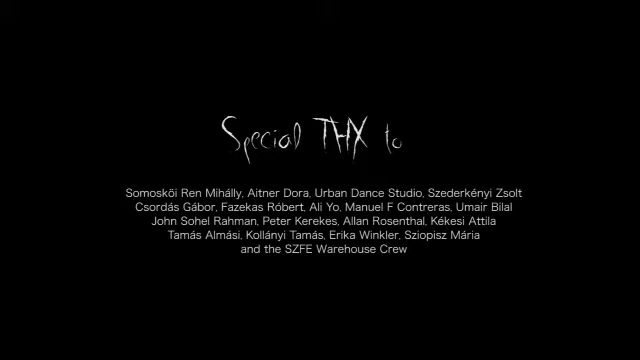 Special THX to
Somoskõi Ren Mihálly, Aitner Dora, Urban Dance Studio, Szederkényi Zsolt
Csordás Gábor, Fazekas Róbert, Ali Yo, Manuel F Contreras, Umair Bilal
John Sohel Rahman, Peter Kerekes, Allan Rosenthal, Kékesi Attila
Tamás Almási, Kollányi Tamás, Erika Winkler, Sziopisz Mária
and the SZFE Warehouse Crew